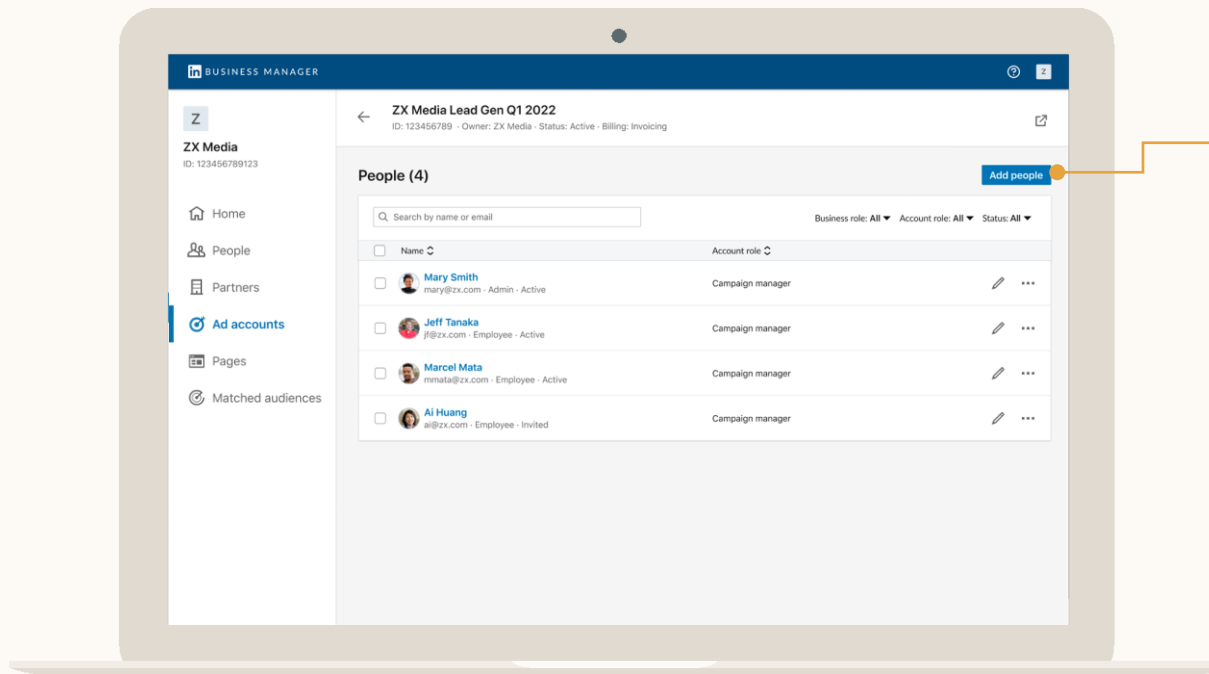 in BUSINESS MANAGER
Z
Z
ZX Media
ID: 123456789123
Home
People
Partners
Ad accounts
Pages
Matched audiences
ZX Media Lead Gen Q1 2022
ID: 123456789 · Owner: ZX Media · Status: Active · Billing: Invoicing
People (4)
Add people
Search by name or email
Business role: All Account role: All Status: All
Name Account role
Mary Smith
mary@zx.com · Admin · Active
Campaign manager
Jeff Tanaka
jf@zx.com · Employee · Active
Campaign manager
Marcel Mata
mmata@zx.com · Employee · Active
Campaign manager
Ai Huang
ai@zx.com · Employee · Invited
Campaign manager